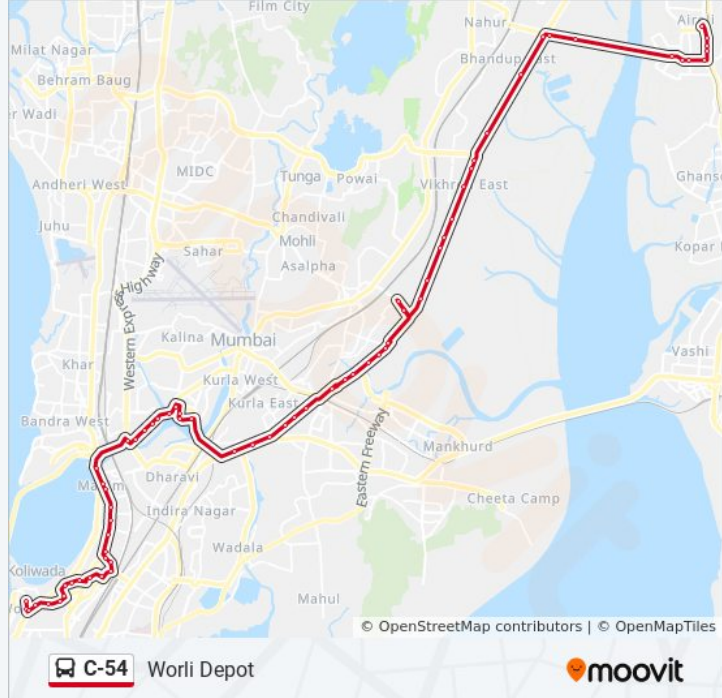 Film City
Nahur
Milat Nagar
Bhandup East
Behram Baug
MIDC
Tunga
Powai
Andheri West
Vikhroli East
Chandivali
Juhu
Mohli
Sahar
Asalpha
Kopar
Western Express Highway
Kalina
Mumbai
Vashi
Khar
Kurla West
Kurla East
Bandra West
Eastern Freeway
Mankhurd
Dharavi
Cheeta Camp
Indira Nagar
Wadala
Koliwada
Mahul
© OpenStreetMap contributors | © OpenMapTiles
C-54 Worli Depot
moovit